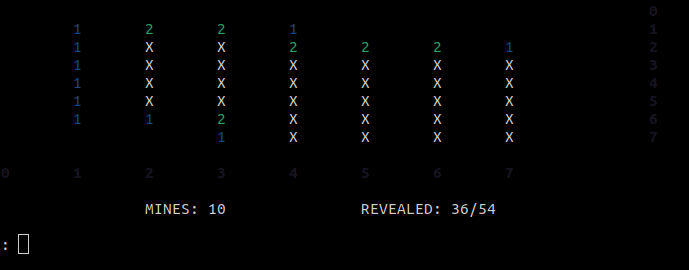 0
1 2 2 1 1
1 X X 2 2 2 1 2
1 X X X X X X 3
1 X X X X X X 4
1 X X X X X X 5
1 1 2 X X X X 6
1 X X X X 7
0 1 2 3 4 5 6 7
MINES: 10 REVEALED: 36/54
: